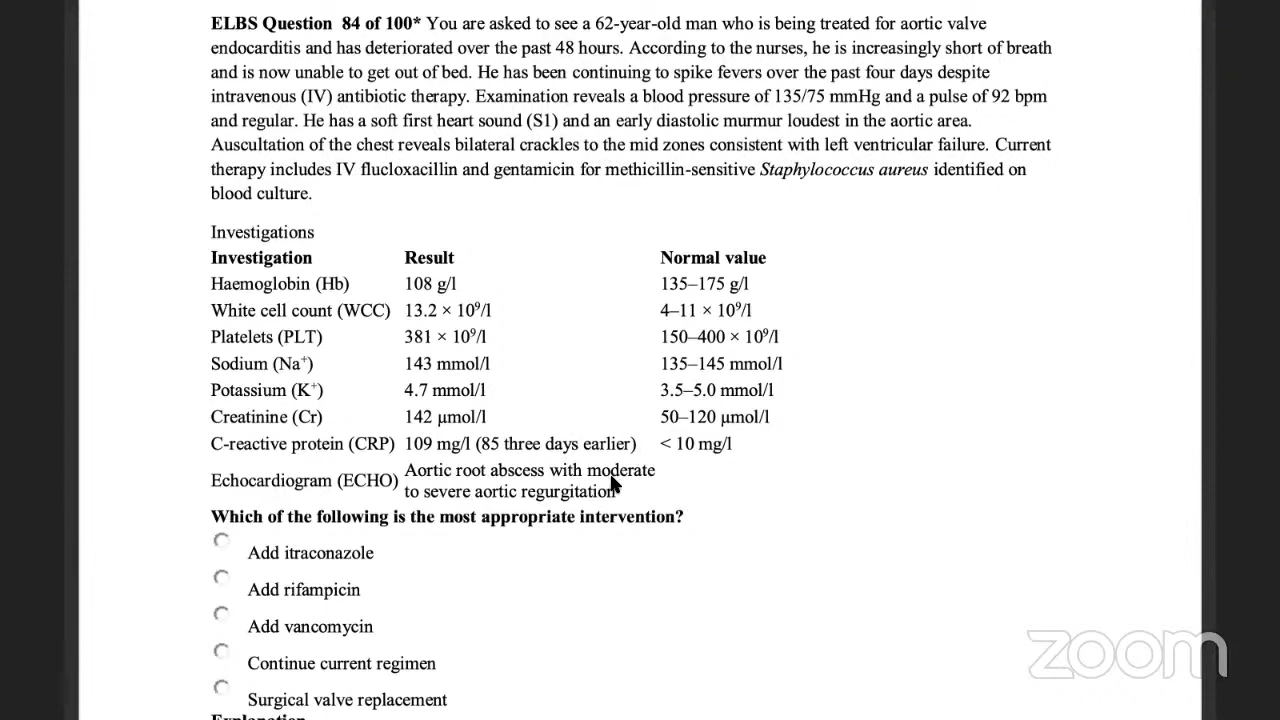 ELBS Question 84 of 100* You are asked to see a 62-year-old man who is being treated for aortic valve
endocarditis and has deteriorated over the past 48 hours. According to the nurses, he is increasingly short of breath
and is now unable to get out of bed. He has been continuing to spike fevers over the past four days despite
intravenous (IV) antibiotic therapy. Examination reveals a blood pressure of 135/75 mmHg and a pulse of 92 bpm
and regular. He has a soft first heart sound (S1) and an early diastolic murmur loudest in the aortic area.
Auscultation of the chest reveals bilateral crackles to the mid zones consistent with left ventricular failure. Current
therapy includes IV flucloxacillin and gentamicin for methicillin-sensitive Staphylococcus aureus identified on
blood culture.
Investigations
Investigation Result Normal value
Haemoglobin (Hb) 108 g/l 135–175 g/l
White cell count (WCC) 13.2 × 10⁹/l 4–11 × 10⁹/l
Platelets (PLT) 381 × 10⁹/l 150–400 × 10⁹/l
Sodium (Na⁺) 143 mmol/l 135–145 mmol/l
Potassium (K⁺) 4.7 mmol/l 3.5–5.0 mmol/l
Creatinine (Cr) 142 µmol/l 50–120 µmol/l
C-reactive protein (CRP) 109 mg/l (85 three days earlier) < 10 mg/l
Echocardiogram (ECHO) Aortic root abscess with moderate
to severe aortic regurgitation
Which of the following is the most appropriate intervention?
Add itraconazole
Add rifampicin
Add vancomycin
Continue current regimen
Surgical valve replacement
Explanation
zoom